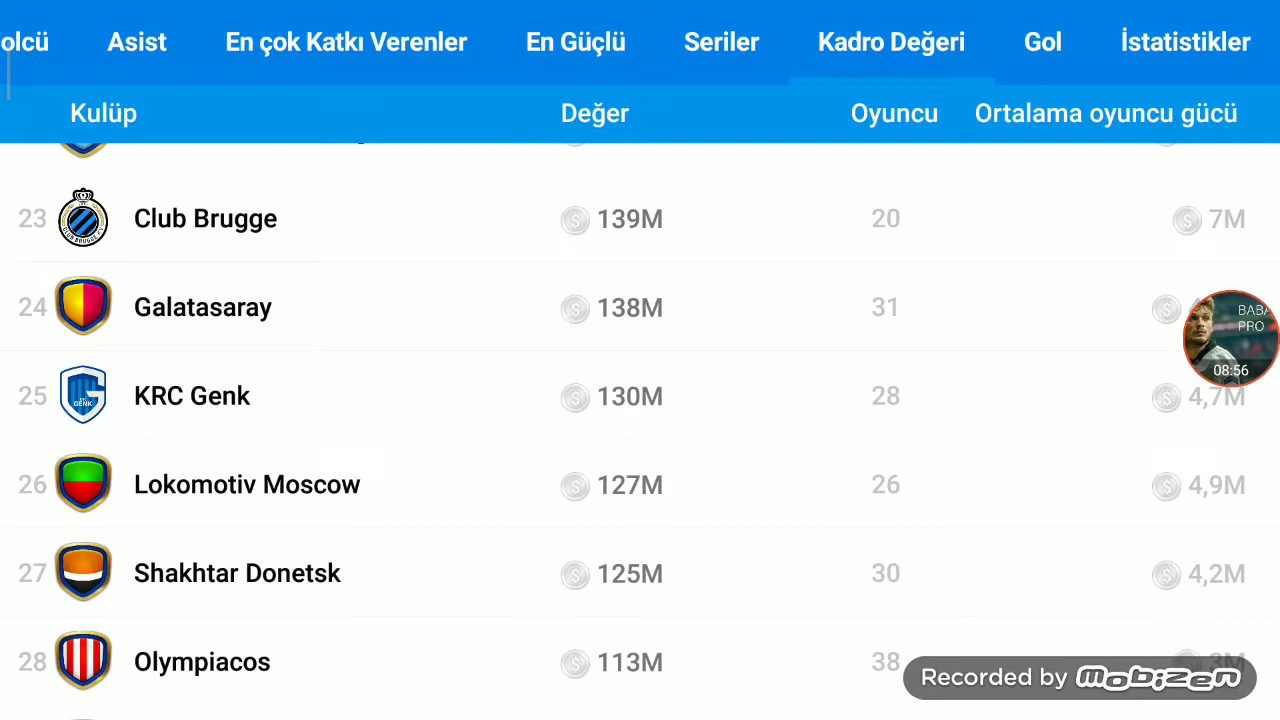 olcü Asist En çok Katkı Verenler En Güçlü Seriler Kadro Değeri Gol İstatistikler
Kulüp Değer Oyuncu Ortalama oyuncu gücü
23 Club Brugge 139M 20 7M
24 Galatasaray 138M 31
BABA
PRO
08:56
25 KRC Genk 130M 28 4,7M
26 Lokomotiv Moscow 127M 26 4,9M
27 Shakhtar Donetsk 125M 30 4,2M
28 Olympiacos 113M 38 3M
Recorded by mobizen